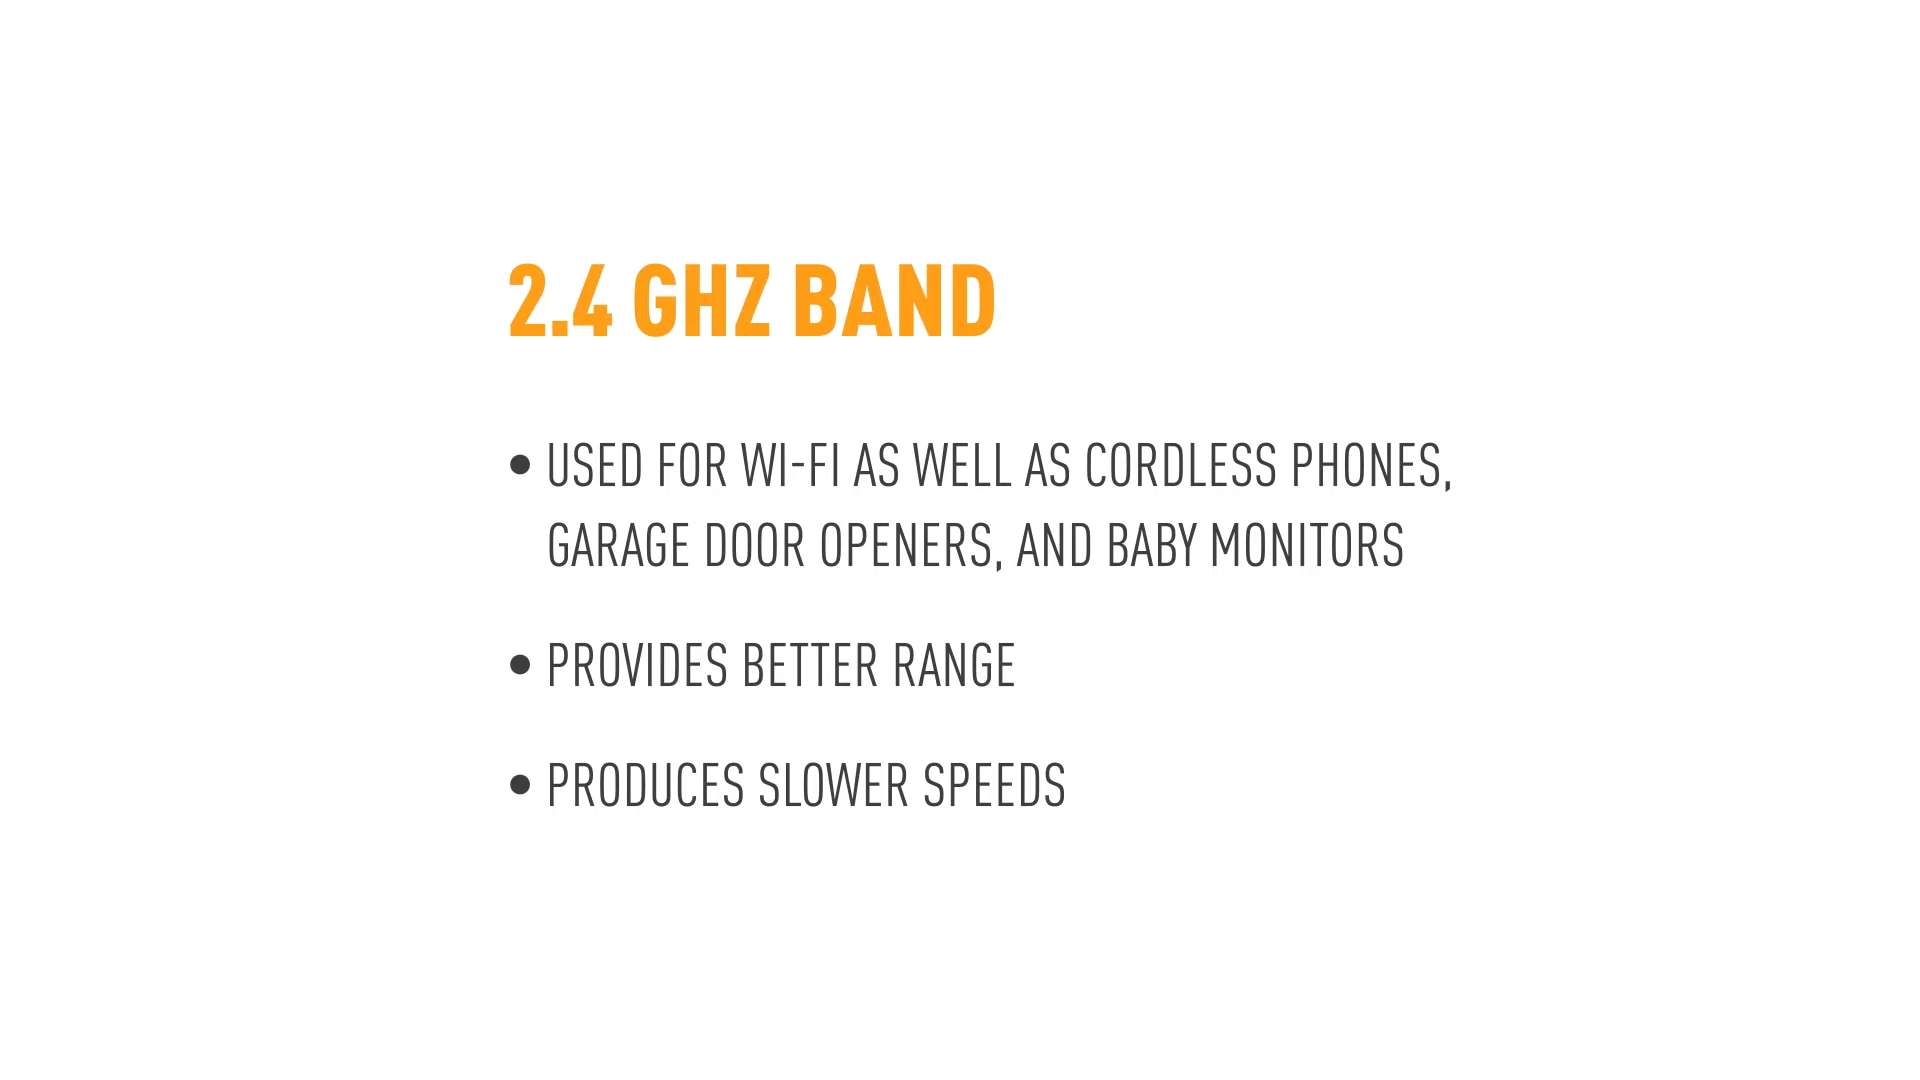 2.4 GHZ BAND
• USED FOR WI-FI AS WELL AS CORDLESS PHONES,
GARAGE DOOR OPENERS, AND BABY MONITORS
• PROVIDES BETTER RANGE
• PRODUCES SLOWER SPEEDS